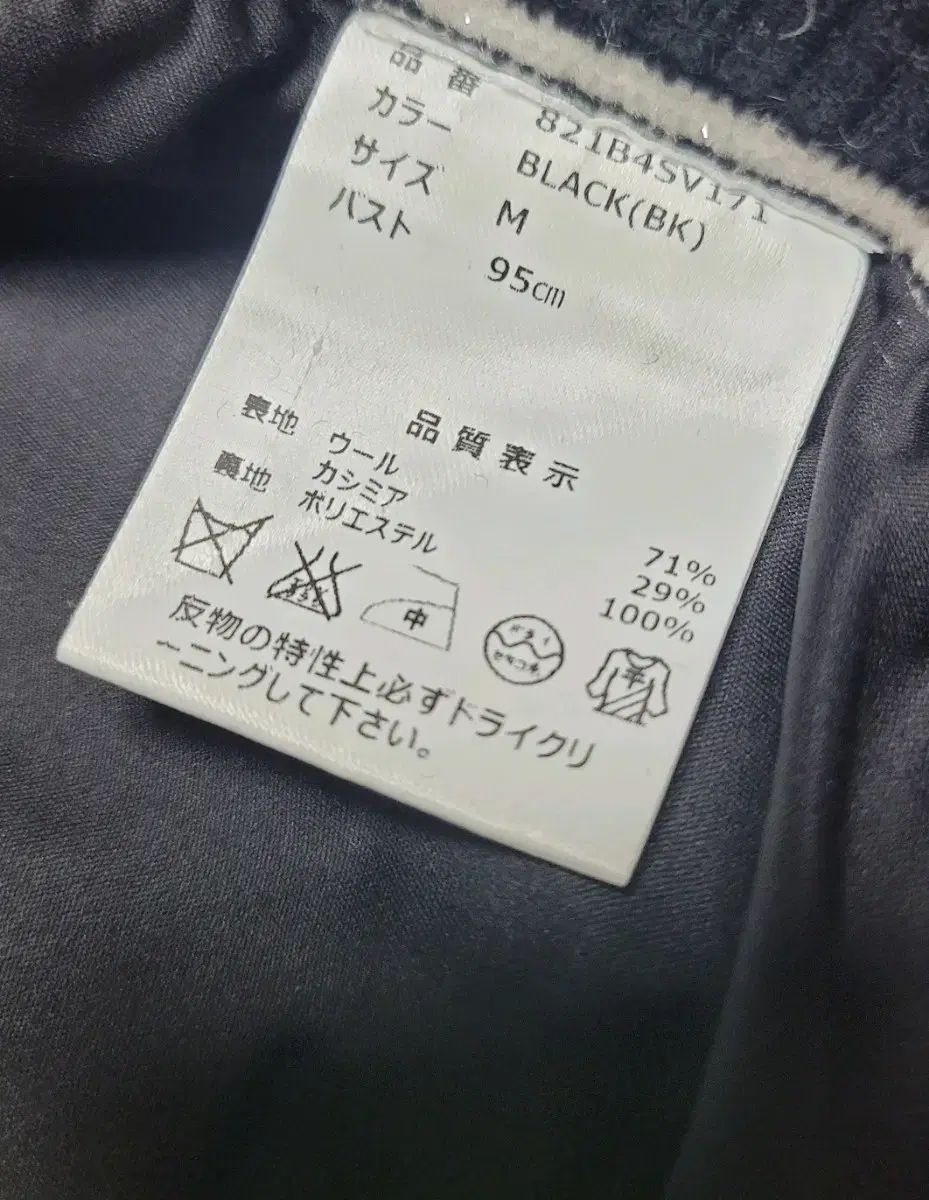 品番 821B4SV171
カラー BLACK(BK)
サイズ M
バスト 95cm
品質表示
裏地 ウール 71%
カシミア 29%
裏地 ポリエステル 100%
中
反物の特性上必ずドライクリ
ーニングして下さい。